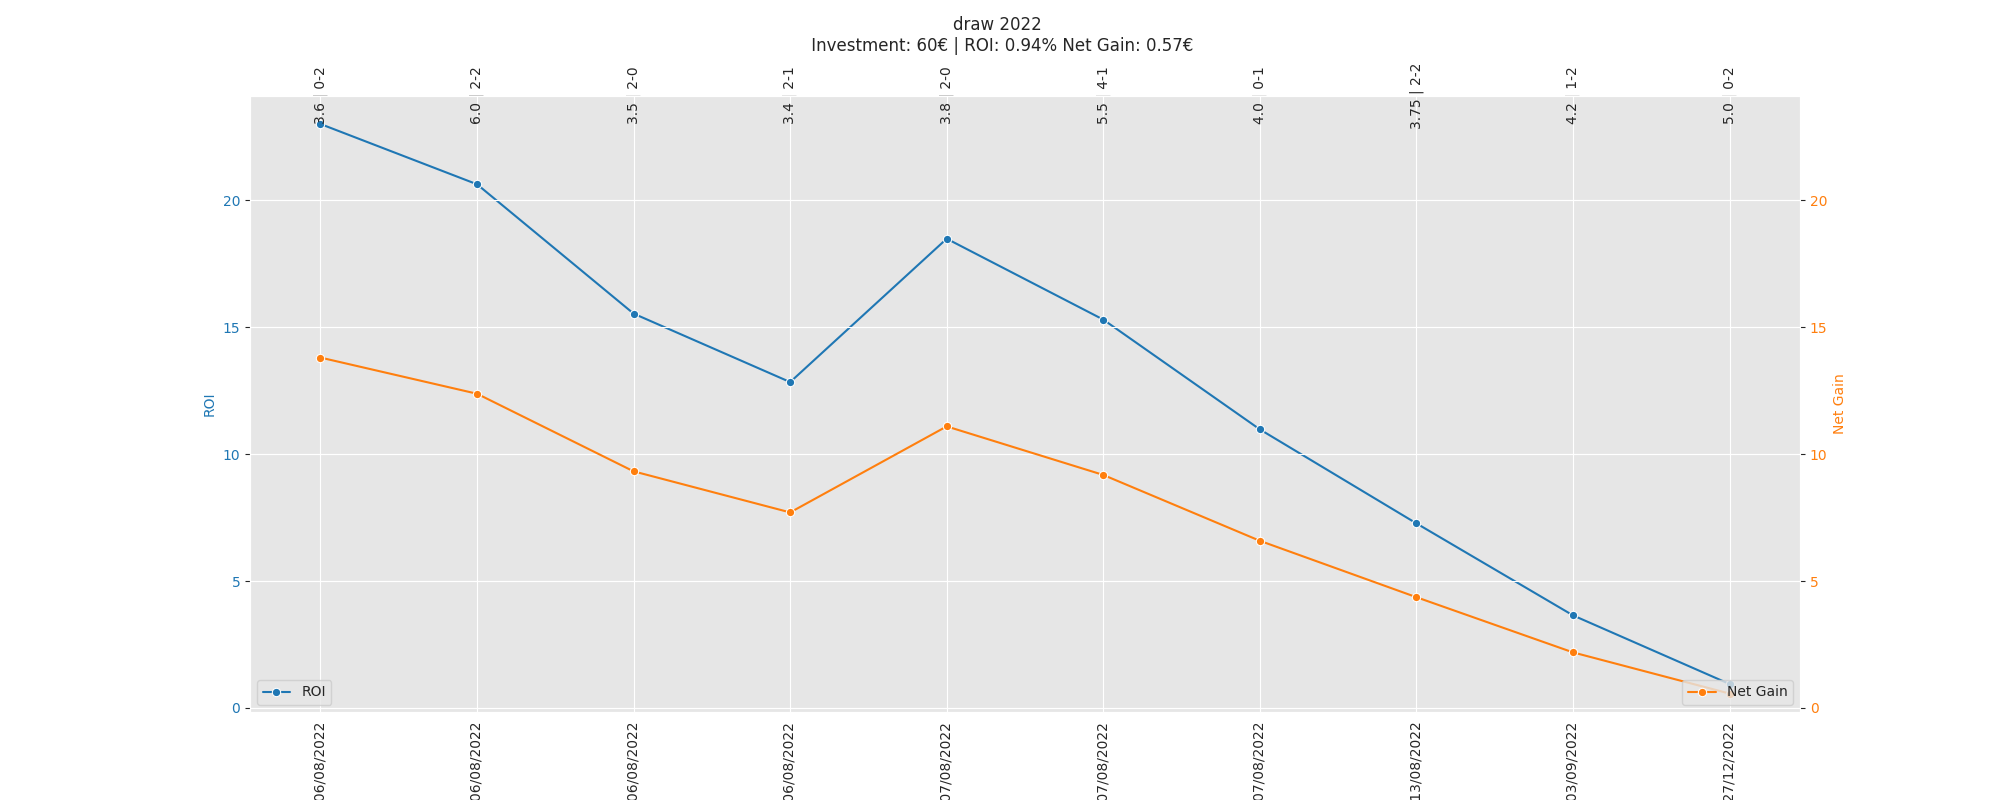 draw 2022
Investment: 60€ | ROI: 0.94% Net Gain: 0.57€
3.6 | 0-2
6.0 | 2-2
3.5 | 2-0
3.4 | 2-1
3.8 | 2-0
5.5 | 4-1
4.0 | 0-1
3.75 | 2-2
4.2 | 1-2
5.0 | 0-2
20
15
10
5
0
ROI
20
15
10
5
0
Net Gain
ROI
Net Gain
06/08/2022
06/08/2022
06/08/2022
06/08/2022
07/08/2022
07/08/2022
07/08/2022
13/08/2022
03/09/2022
27/12/2022